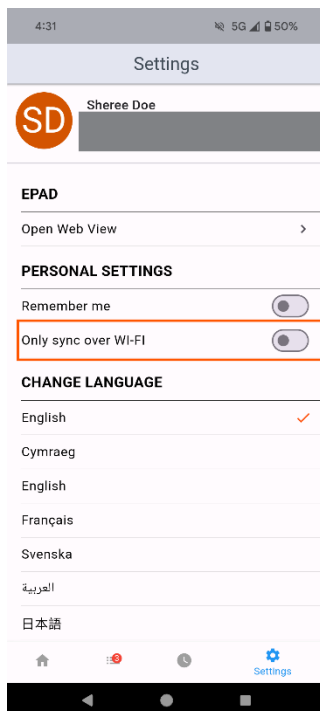 4:31 5G 50%
Settings
SD
Sheree Doe
EPAD
Open Web View
PERSONAL SETTINGS
Remember me
Only sync over WI-FI
CHANGE LANGUAGE
English
Cymraeg
English
Français
Svenska
العربية
日本語
3
Settings